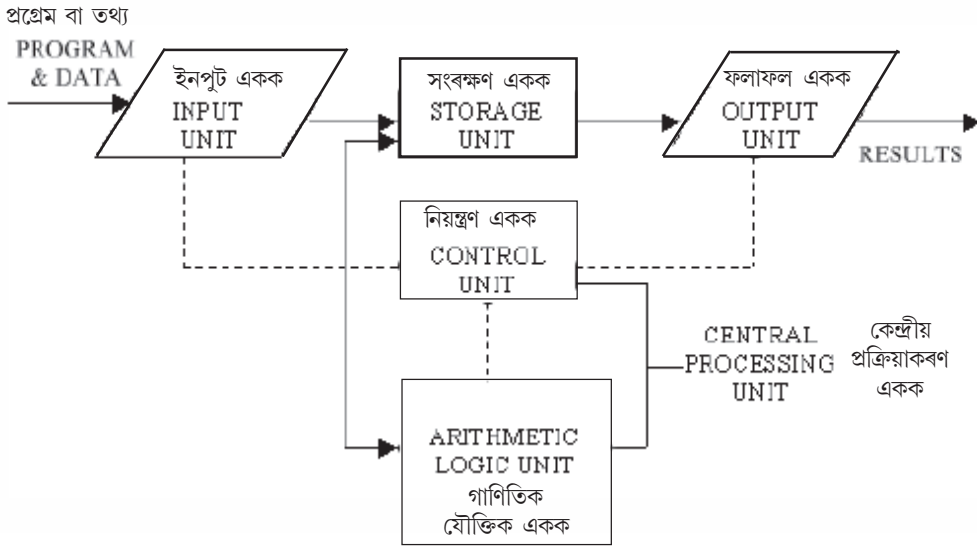 প্রগ্ৰেম বা তথ্য
PROGRAM
& DATA
ইনপুট একক
INPUT
UNIT
সংৰক্ষণ একক
STORAGE
UNIT
ফলাফল একক
OUTPUT
UNIT
RESULTS
নিয়ন্ত্ৰণ একক
CONTROL
UNIT
CENTRAL
PROCESSING
UNIT
কেন্দ্ৰীয়
প্ৰক্ৰিয়াকৰণ
একক
ARITHMETIC
LOGIC UNIT
গাণিতিক
যৌক্তিক একক